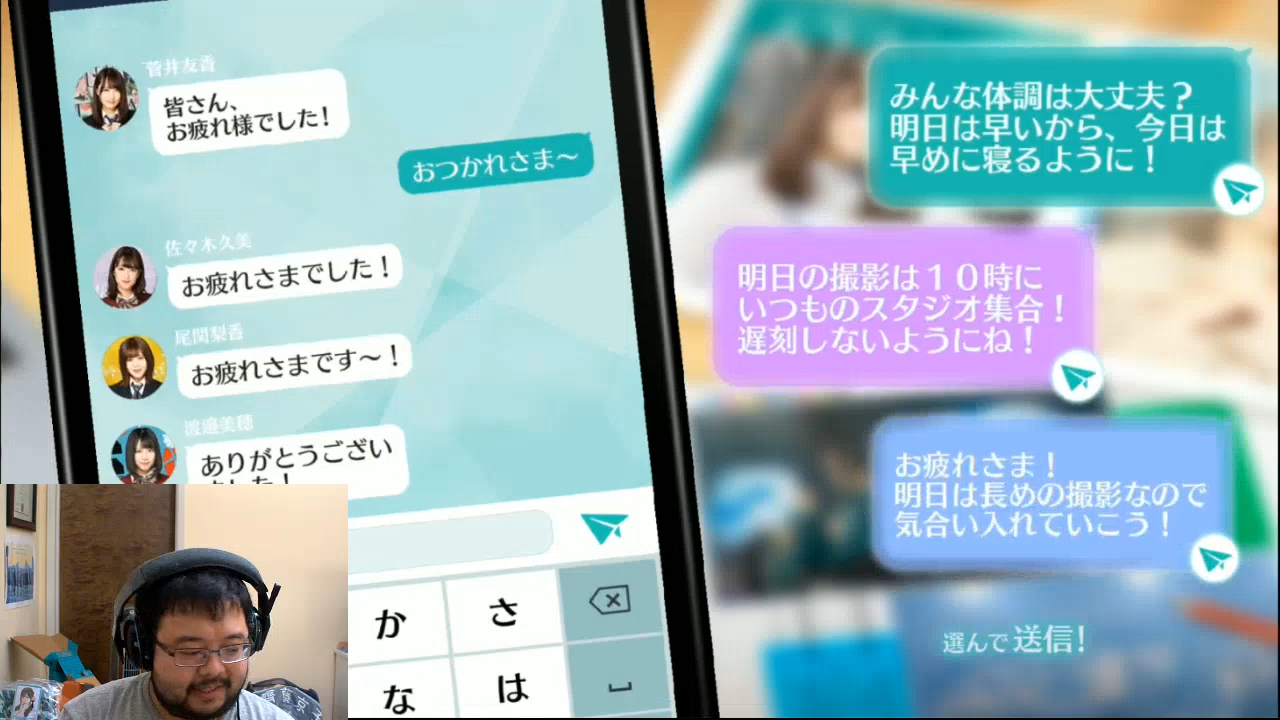 菅井友香
皆さん、
お疲れ様でした!
おつかれさま〜
佐々木久美
お疲れさまでした!
尾関梨香
お疲れさまです〜!
渡邉美穂
ありがとうござい
ました!
か
さ
な
は
みんな体調は大丈夫?
明日は早いから、今日は
早めに寝るように!
明日の撮影は10時に
いつものスタジオ集合!
遅刻しないようにね!
お疲れさま!
明日は長めの撮影なので
気合い入れていこう!
選んで送信!